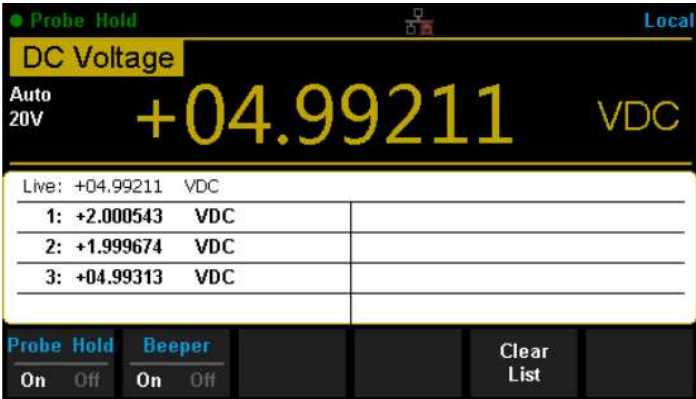 Probe Hold Local
DC Voltage
Auto
20V
+04.99211 VDC
Live: +04.99211 VDC
1: +2.000543 VDC
2: +1.999674 VDC
3: +04.99313 VDC
Probe Hold Beeper
Clear
List
On Off On Off